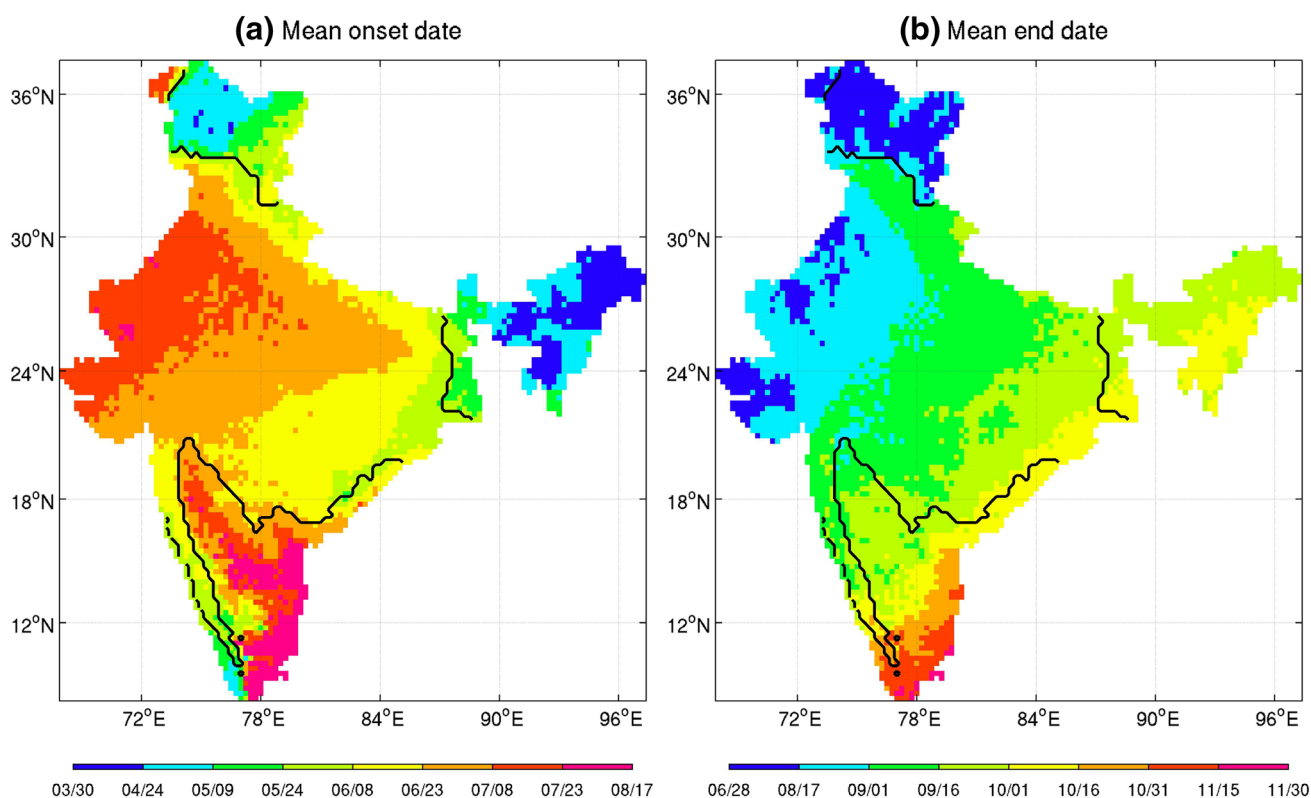 (a) Mean onset date
(b) Mean end date
36°N
30°N
24°N
18°N
12°N
72°E 78°E 84°E 90°E 96°E
36°N
30°N
24°N
18°N
12°N
72°E 78°E 84°E 90°E 96°E
03/30 04/24 05/09 05/24 06/08 06/23 07/08 07/23 08/17
06/28 08/17 09/01 09/16 10/01 10/16 10/31 11/15 11/30